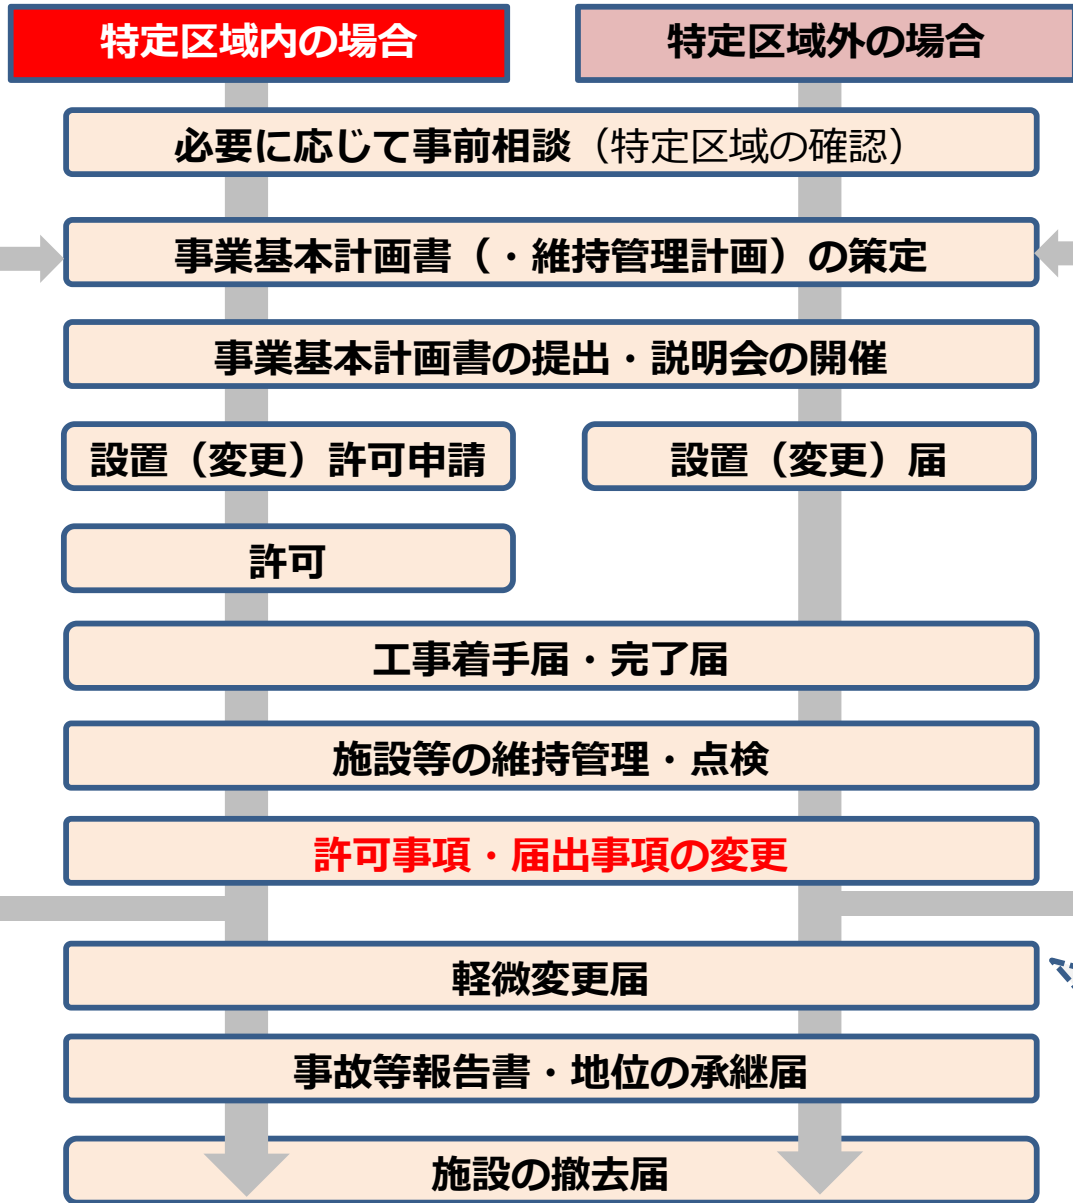 特定区域内の場合
特定区域外の場合
必要に応じて事前相談（特定区域の確認）
事業基本計画書（・維持管理計画）の策定
事業基本計画書の提出・説明会の開催
設置（変更）許可申請
設置（変更）届
許可
工事着手届・完了届
施設等の維持管理・点検
許可事項・届出事項の変更
軽微変更届
事故等報告書・地位の承継届
施設の撤去届